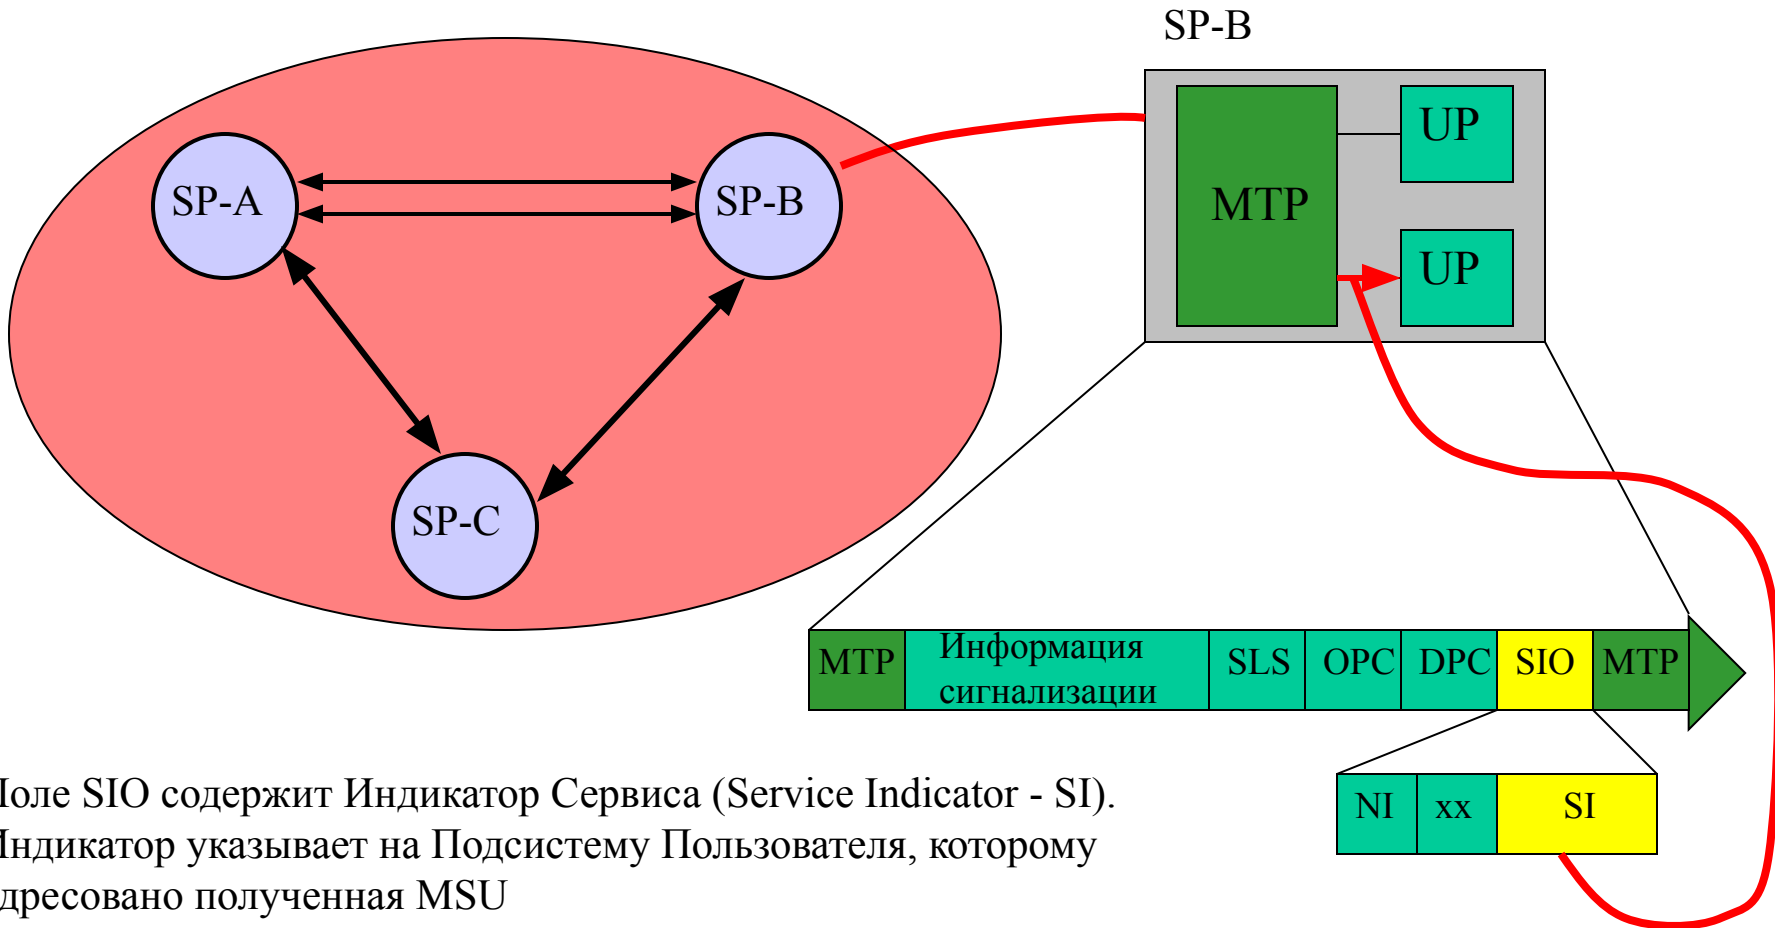 SP-B
SP-A
SP-B
SP-C
MTP
UP
UP
MTP
Информация
сигнализации
SLS
OPC
DPC
SIO
MTP
NI
xx
SI
Поле SIO содержит Индикатор Сервиса (Service Indicator - SI).
Индикатор указывает на Подсистему Пользователя, которому
дресовано полученная MSU